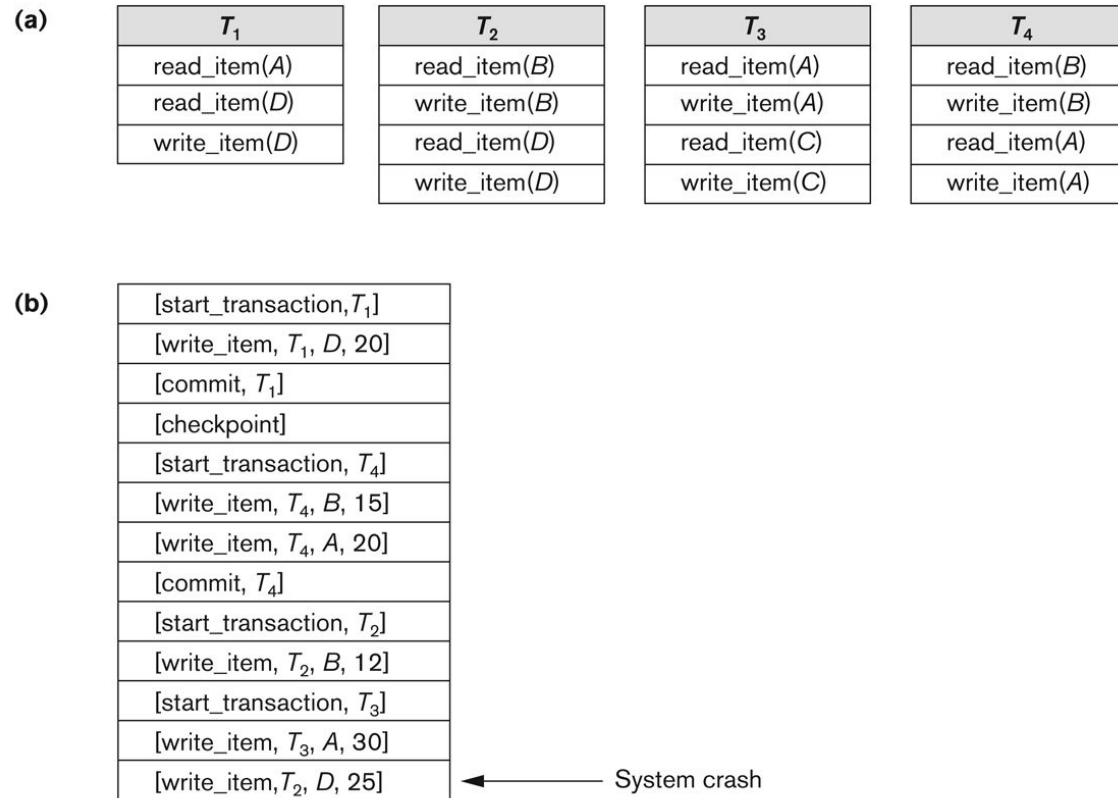 (a)
T₁ T₂ T₃ T₄
read_item(A) read_item(B) read_item(A) read_item(B)
read_item(D) write_item(B) write_item(A) write_item(B)
write_item(D) read_item(D) read_item(C) read_item(A)
write_item(D) write_item(C) write_item(A)
(b)
[start_transaction,T₁]
[write_item, T₁, D, 20]
[commit, T₁]
[checkpoint]
[start_transaction, T₄]
[write_item, T₄, B, 15]
[write_item, T₄, A, 20]
[commit, T₄]
[start_transaction, T₂]
[write_item, T₂, B, 12]
[start_transaction, T₃]
[write_item, T₃, A, 30]
[write_item,T₂, D, 25] System crash